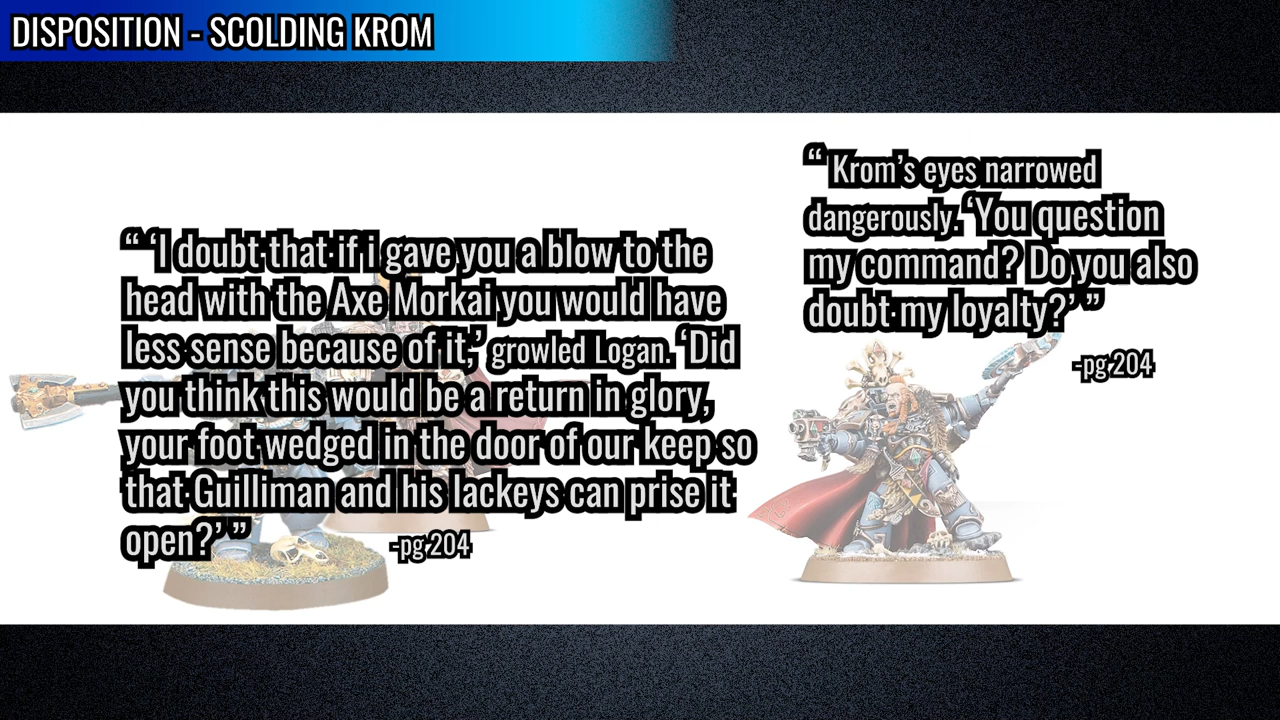 DISPOSITION - SCOLDING KROM
“ ‘I doubt that if i gave you a blow to the
head with the Axe Morkai you would have
less sense because of it,’ growled Logan. ‘Did
you think this would be a return in glory,
your foot wedged in the door of our keep so
that Guilliman and his lackeys can prise it
open?’ ”
-pg 204
“ Krom’s eyes narrowed
dangerously. ‘You question
my command? Do you also
doubt my loyalty?’ ”
-pg 204